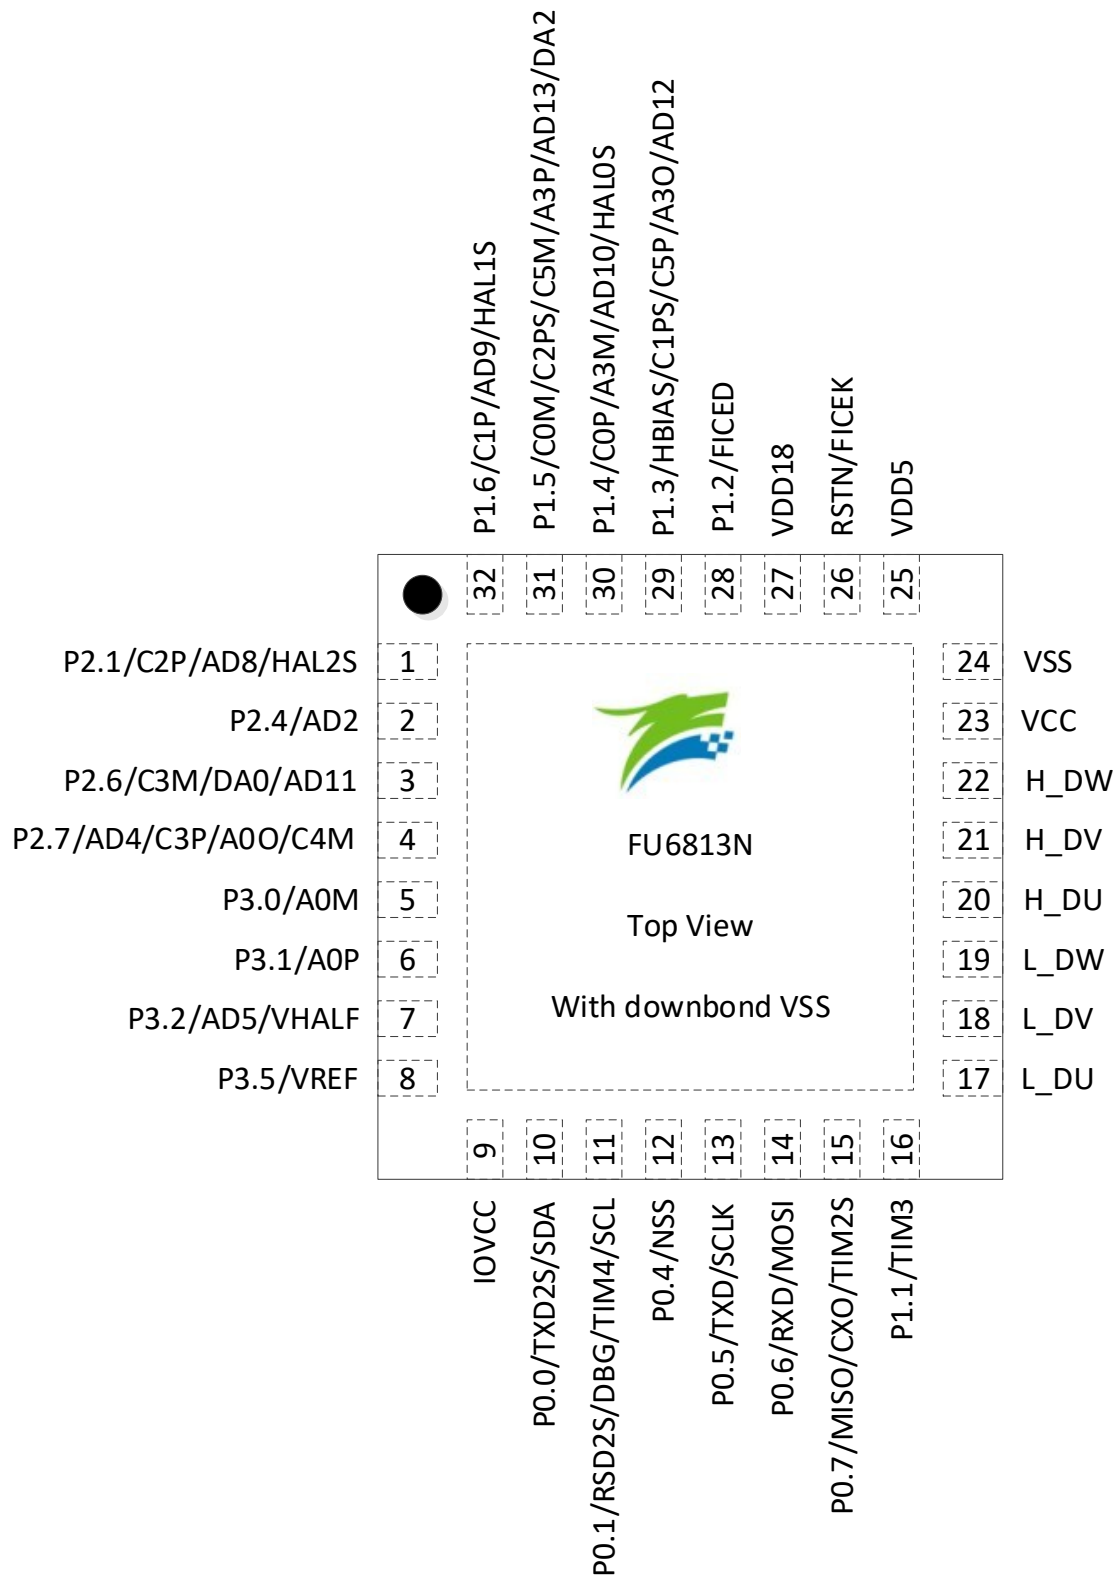 P1.6/C1P/AD9/HAL1S
P1.5/C0M/C2PS/C5M/A3P/AD13/DA2
P1.4/C0P/A3M/AD10/HAL0S
P1.3/HBIAS/C1PS/C5P/A3O/AD12
P1.2/FICED
VDD18
RSTN/FICEK
VDD5
32
31
30
29
28
27
26
25
P2.1/C2P/AD8/HAL2S 1
P2.4/AD2 2
P2.6/C3M/DA0/AD11 3
P2.7/AD4/C3P/A0O/C4M 4
P3.0/A0M 5
P3.1/A0P 6
P3.2/AD5/VHALF 7
P3.5/VREF 8
FU6813N
Top View
With downbond VSS
24 VSS
23 VCC
22 H_DW
21 H_DV
20 H_DU
19 L_DW
18 L_DV
17 L_DU
9
10
11
12
13
14
15
16
IOVCC
P0.0/TXD2S/SDA
P0.1/RSD2S/DBG/TIM4/SCL
P0.4/NSS
P0.5/TXD/SCLK
P0.6/RXD/MOSI
P0.7/MISO/CXO/TIM2S
P1.1/TIM3